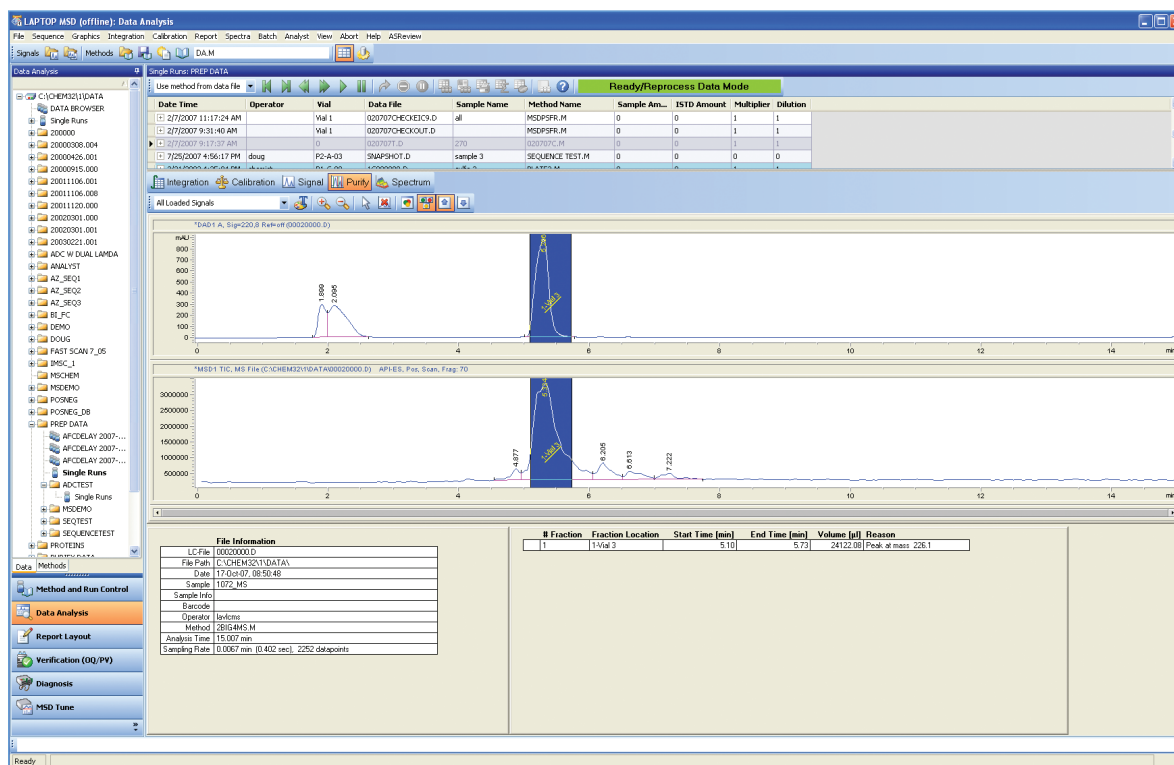 LAPTOP MSD (offline): Data Analysis
File Sequence Graphics Integration Calibration Report Spectra Batch Analyst View Abort Help ASReview
Signals Methods DA.M
Data Analysis
C:\CHEM32\1\DATA
DATA BROWSER
Single Runs
200000
20000308.004
20000426.001
20000915.000
20011106.001
20011106.008
20011120.000
20020301.000
20020301.001
20030221.001
ADC W DUAL LAMDA
ANALYST
AZ_SEQ1
AZ_SEQ2
AZ_SEQ3
BI_FC
DEMO
DOUG
FAST SCAN 7_05
IMSC_1
MSCHEM
MSDEMO
POSNEG
POSNEG_DB
PREP DATA
AFCDELAY 2007-...
AFCDELAY 2007-...
AFCDELAY 2007-...
Single Runs
ADCTEST
Single Runs
MSDEMO
SEQTEST
SEQUENCETEST
PROTEINS
Data Methods
Method and Run Control
Data Analysis
Report Layout
Verification (OQ/PV)
Diagnosis
MSD Tune
Single Runs: PREP DATA
Use method from data file Ready/Reprocess Data Mode
Date Time Operator Vial Data File Sample Name Method Name Sample Am... ISTD Amount Multiplier Dilution
2/7/2007 11:17:24 AM Vial 1 020707CHECKEIC9.D all MSDPSFR.M 0 0 1 1
2/7/2007 9:31:40 AM Vial 1 020707CHECKOUT.D MSDPSFR.M 0 0 1 1
2/7/2007 9:17:37 AM 0 020707T.D 270 020707C.M 0 0 1 1
7/25/2007 4:56:17 PM doug P2-A-03 SNAPSHOT.D sample 3 SEQUENCE TEST.M 0 0 0 0
Integration Calibration Signal Purify Spectrum
All Loaded Signals
*DAD1 A, Sig=220,8 Ref=off (00020000.D)
mAU
800
700
600
500
400
300
200
100
0
1.899
2.095
1-Vial 3
0 2 4 6 8 10 12 14 min
*MSD1 TIC, MS File (C:\CHEM32\1\DATA\00020000.D) API-ES, Pos, Scan, Frag: 70
3000000
2500000
2000000
1500000
1000000
500000
4.877
1-Vial 3
6.205
6.613
7.222
0 2 4 6 8 10 12 14
File Information
LC-File 00020000.D
File Path C:\CHEM32\1\DATA\
Date 17-Oct-07, 08:50:48
Sample 1072_MS
Sample Info
Barcode
Operator lavlcms
Method 2BIG4MS.M
Analysis Time 15.007 min
Sampling Rate 0.0067 min (0.402 sec), 2252 datapoints
# Fraction Fraction Location Start Time [min] End Time [min] Volume [µl] Reason
1 1-Vial 3 5.10 5.73 24122.08 Peak at mass 226.1
Ready